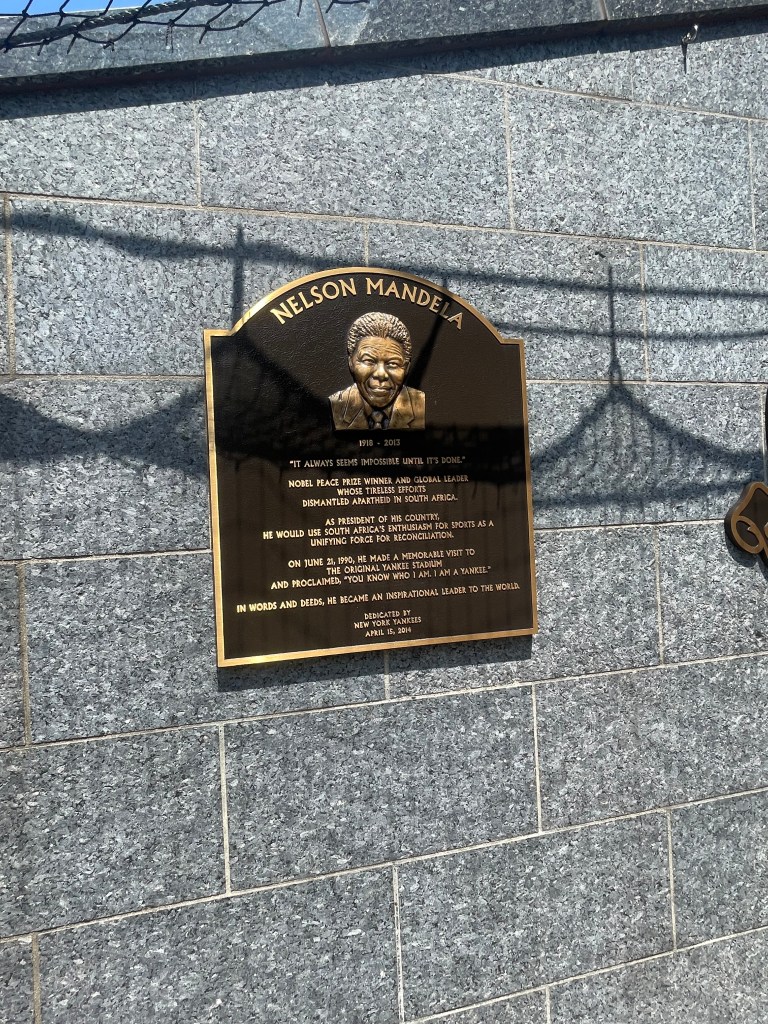 NELSON MANDELA
1918 - 2013
"IT ALWAYS SEEMS IMPOSSIBLE UNTIL IT'S DONE."
NOBEL PEACE PRIZE WINNER AND GLOBAL LEADER
WHOSE TIRELESS EFFORTS
DISMANTLED APARTHEID IN SOUTH AFRICA.
AS PRESIDENT OF HIS COUNTRY,
HE WOULD USE SOUTH AFRICA'S ENTHUSIASM FOR SPORTS AS A
UNIFYING FORCE FOR RECONCILIATION.
ON JUNE 21, 1990, HE MADE A MEMORABLE VISIT TO
THE ORIGINAL YANKEE STADIUM
AND PROCLAIMED, "YOU KNOW WHO I AM. I AM A YANKEE."
IN WORDS AND DEEDS, HE BECAME AN INSPIRATIONAL LEADER TO THE WORLD.
DEDICATED BY
NEW YORK YANKEES
APRIL 15, 2014